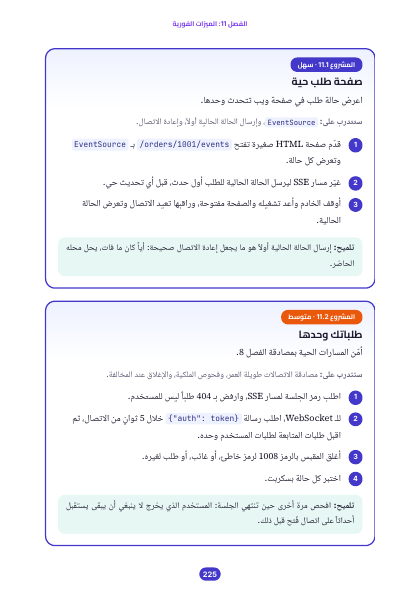 الفصل 11: الميزات الفورية
المشروع 11.1 · سهل
صفحة طلب حية
اعرض حالة طلب في صفحة ويب تتحدث وحدها.
ستتدرب على: EventSource، وإرسال الحالة الحالية أولاً، وإعادة الاتصال.
1 قدّم صفحة HTML صغيرة تفتح /orders/1001/events بـ EventSource
وتعرض كل حالة.
2 غيّر مسار SSE ليرسل الحالة الحالية للطلب أول حدث، قبل أي تحديث حي.
3 أوقف الخادم وأعد تشغيله والصفحة مفتوحة، وراقبها تعيد الاتصال وتعرض الحالة
الحالية.
تلميح: إرسال الحالة الحالية أولاً هو ما يجعل إعادة الاتصال صحيحة: أياً كان ما فات، يحل محله
الحاضر.
المشروع 11.2 · متوسط
طلباتك وحدها
أمّن المسارات الحية بمصادقة الفصل 8.
ستتدرب على: مصادقة الاتصالات طويلة العمر، وفحوص الملكية، والإغلاق عند المخالفة.
1 اطلب رمز الجلسة لمسار SSE، وارفض بـ 404 طلباً ليس للمستخدم.
2 للـ WebSocket، اطلب رسالة {"auth": token} خلال 5 ثوانٍ من الاتصال، ثم
اقبل طلبات المتابعة لطلبات المستخدم وحده.
3 أغلق المقبس بالرمز 1008 لرمز خاطئ، أو غائب، أو طلب لغيره.
4 اختبر كل حالة بسكربت.
تلميح: افحص مرة أخرى حين تنتهي الجلسة: المستخدم الذي يخرج لا ينبغي أن يبقى يستقبل
أحداثاً على اتصال فُتح قبل ذلك.
225